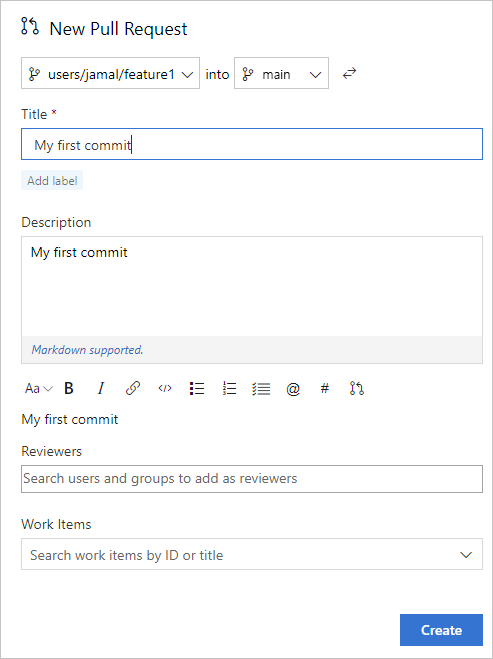 New Pull Request
users/jamal/feature1 into main
Title *
My first commit
Add label
Description
My first commit
Markdown supported.
Aa B I </> @ #
My first commit
Reviewers
Search users and groups to add as reviewers
Work Items
Search work items by ID or title
Create